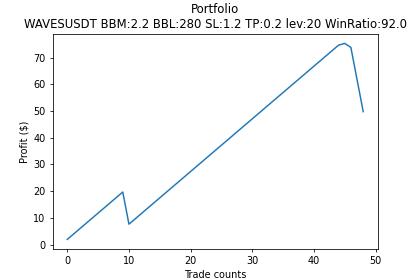 Portfolio
WAVESUSDT BBM:2.2 BBL:280 SL:1.2 TP:0.2 lev:20 WinRatio:92.0
Profit ($)
70
60
50
40
30
20
10
0
0 10 20 30 40 50
Trade counts